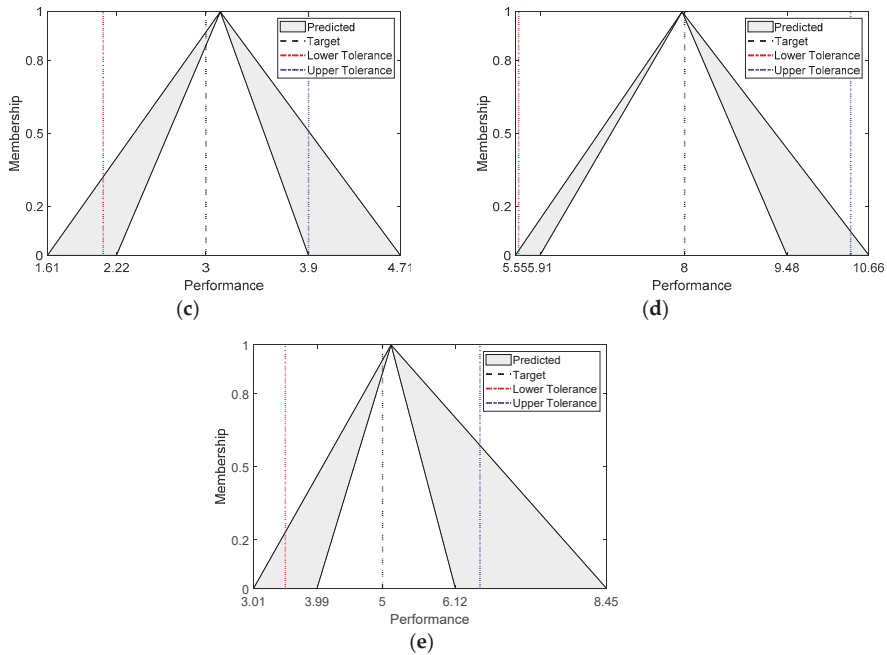 1
0.8
0.5
0.2
0
Membership
1.61 2.22 3 3.9 4.71
Performance
Predicted
Target
Lower Tolerance
Upper Tolerance
(c)
1
0.8
0.5
0.2
0
Membership
5.555.91 8 9.48 10.66
Performance
Predicted
Target
Lower Tolerance
Upper Tolerance
(d)
1
0.8
0.5
0.2
0
Membership
3.01 3.99 5 6.12 8.45
Performance
Predicted
Target
Lower Tolerance
Upper Tolerance
(e)